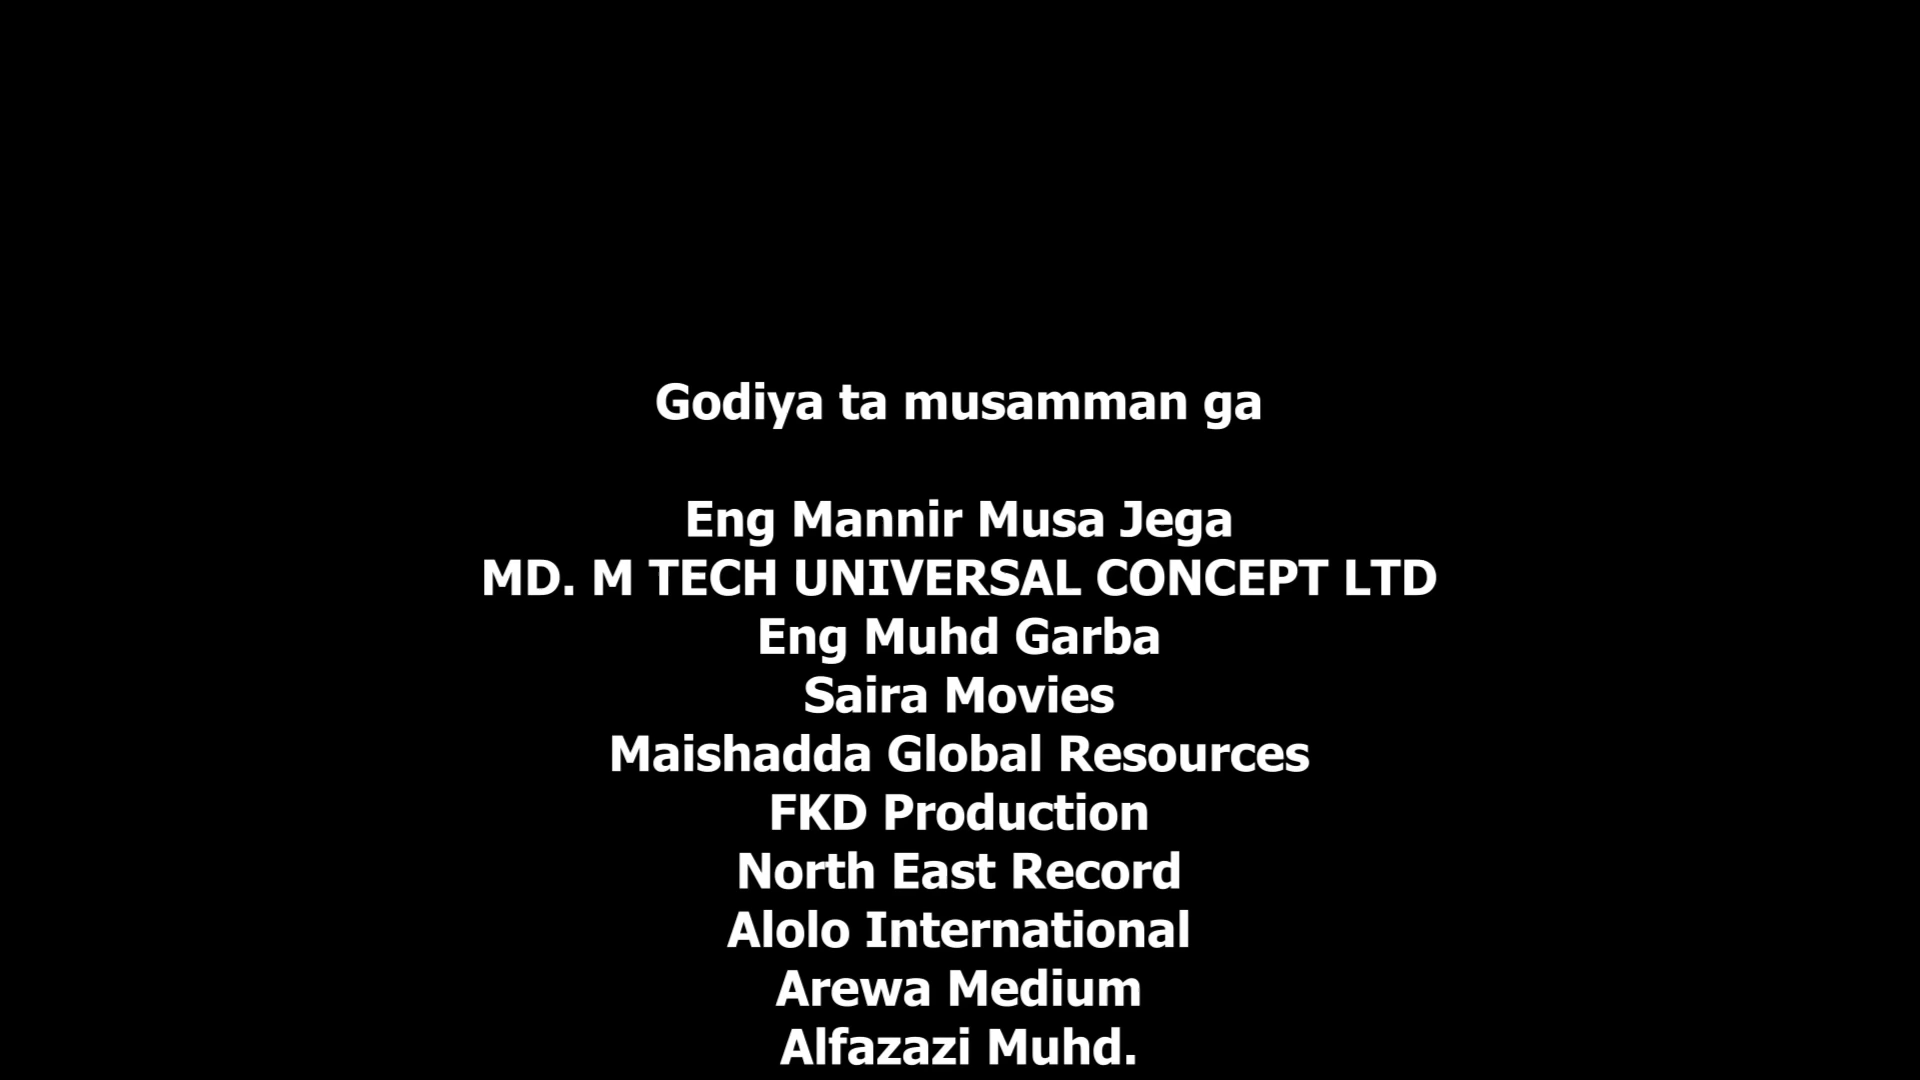 Godiya ta musamman ga
Eng Mannir Musa Jega
MD. M TECH UNIVERSAL CONCEPT LTD
Eng Muhd Garba
Saira Movies
Maishadda Global Resources
FKD Production
North East Record
Alolo International
Arewa Medium
Alfazazi Muhd.